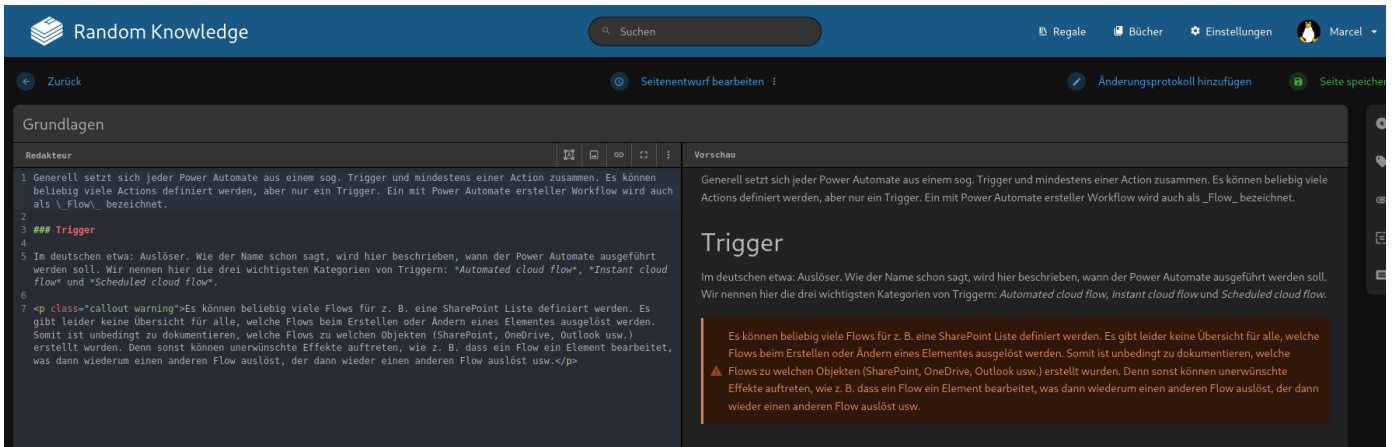 Random Knowledge
Suchen
Regale
Bücher
Einstellungen
Marcel
Zurück
Seitenentwurf bearbeiten
Änderungsprotokoll hinzufügen
Seite speicher
Grundlagen
Redakteur
1 Generell setzt sich jeder Power Automate aus einem sog. Trigger und mindestens einer Action zusammen. Es können
beliebig viele Actions definiert werden, aber nur ein Trigger. Ein mit Power Automate ersteller Workflow wird auch
als \_Flow\_ bezeichnet.
2
3 ### Trigger
4
5 Im deutschen etwa: Auslöser. Wie der Name schon sagt, wird hier beschrieben, wann der Power Automate ausgeführt
werden soll. Wir nennen hier die drei wichtigsten Kategorien von Triggern: *Automated cloud flow*, *Instant cloud
flow* und *Scheduled cloud flow*.
6
7 <p class="callout warning">Es können beliebig viele Flows für z. B. eine SharePoint Liste definiert werden. Es
gibt leider keine Übersicht für alle, welche Flows beim Erstellen oder Ändern eines Elementes ausgelöst werden.
Somit ist unbedingt zu dokumentieren, welche Flows zu welchen Objekten (SharePoint, OneDrive, Outlook usw.)
erstellt wurden. Denn sonst können unerwünschte Effekte auftreten, wie z. B. dass ein Flow ein Element bearbeitet,
was dann wiederum einen anderen Flow auslöst, der dann wieder einen anderen Flow auslöst usw.</p>
Vorschau
Generell setzt sich jeder Power Automate aus einem sog. Trigger und mindestens einer Action zusammen. Es können beliebig viele
Actions definiert werden, aber nur ein Trigger. Ein mit Power Automate ersteller Workflow wird auch als _Flow_ bezeichnet.
Trigger
Im deutschen etwa: Auslöser. Wie der Name schon sagt, wird hier beschrieben, wann der Power Automate ausgeführt werden soll.
Wir nennen hier die drei wichtigsten Kategorien von Triggern: Automated cloud flow, Instant cloud flow und Scheduled cloud flow.
Es können beliebig viele Flows für z. B. eine SharePoint Liste definiert werden. Es gibt leider keine Übersicht für alle, welche
Flows beim Erstellen oder Ändern eines Elementes ausgelöst werden. Somit ist unbedingt zu dokumentieren, welche
Flows zu welchen Objekten (SharePoint, OneDrive, Outlook usw.) erstellt wurden. Denn sonst können unerwünschte
Effekte auftreten, wie z. B. dass ein Flow ein Element bearbeitet, was dann wiederum einen anderen Flow auslöst, der dann
wieder einen anderen Flow auslöst usw.